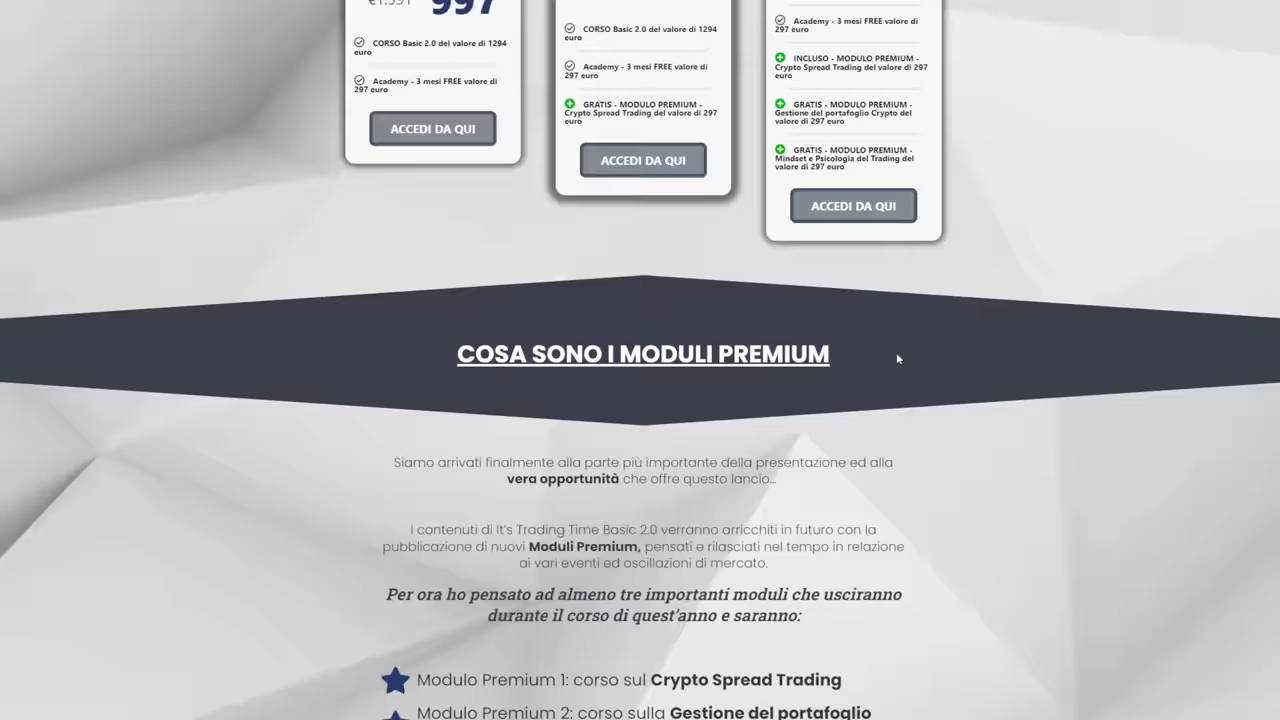 €1.591 997
CORSO Basic 2.0 del valore di 1294
euro
Academy - 3 mesi FREE valore di
297 euro
ACCEDI DA QUI
CORSO Basic 2.0 del valore di 1294
euro
Academy - 3 mesi FREE valore di
297 euro
GRATIS - MODULO PREMIUM -
Crypto Spread Trading del valore di 297
euro
ACCEDI DA QUI
Academy - 3 mesi FREE valore di
297 euro
INCLUSO - MODULO PREMIUM -
Crypto Spread Trading del valore di 297
euro
GRATIS - MODULO PREMIUM -
Gestione del portafoglio Crypto del
valore di 297 euro
GRATIS - MODULO PREMIUM -
Mindset e Psicologia del Trading del
valore di 297 euro
ACCEDI DA QUI
COSA SONO I MODULI PREMIUM
Siamo arrivati finalmente alla parte più importante della presentazione ed alla
vera opportunità che offre questo lancio...
I contenuti di It's Trading Time Basic 2.0 verranno arricchiti in futuro con la
pubblicazione di nuovi Moduli Premium, pensati e rilasciati nel tempo in relazione
ai vari eventi ed oscillazioni di mercato.
Per ora ho pensato ad almeno tre importanti moduli che usciranno
durante il corso di quest'anno e saranno:
Modulo Premium 1: corso sul Crypto Spread Trading
Modulo Premium 2: corso sulla Gestione del portafoglio